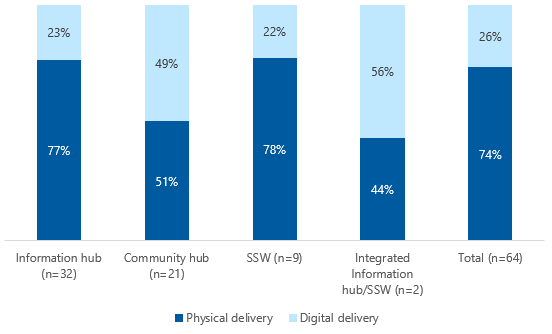 23%
49%
22%
56%
26%
77%
51%
78%
44%
74%
Information hub
(n=32)
Community hub
(n=21)
SSW (n=9)
Integrated
Information
hub/SSW (n=2)
Total (n=64)
Physical delivery
Digital delivery